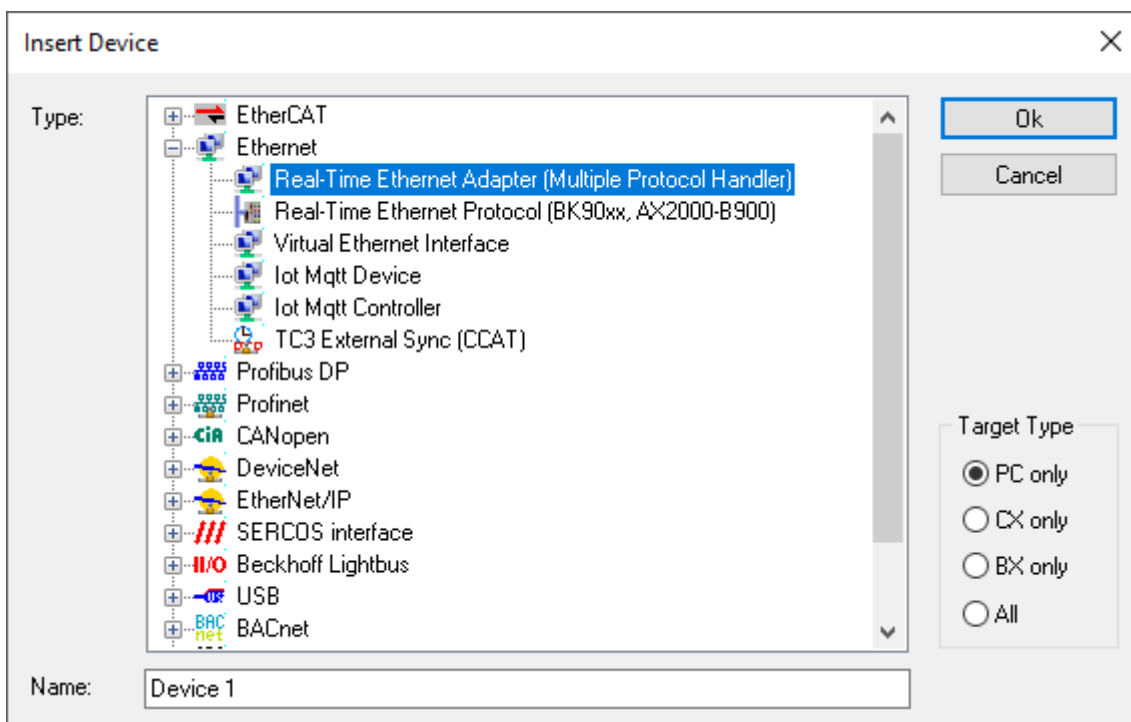 Insert Device
Type:
EtherCAT
Ethernet
Real-Time Ethernet Adapter (Multiple Protocol Handler)
Real-Time Ethernet Protocol (BK90xx, AX2000-B900)
Virtual Ethernet Interface
Iot Mqtt Device
Iot Mqtt Controller
TC3 External Sync (CCAT)
Profibus DP
Profinet
CiA CANopen
DeviceNet
EtherNet/IP
SERCOS interface
II/O Beckhoff Lightbus
USB
BAC
net BACnet
Ok
Cancel
Target Type
PC only
CX only
BX only
All
Name:
Device 1